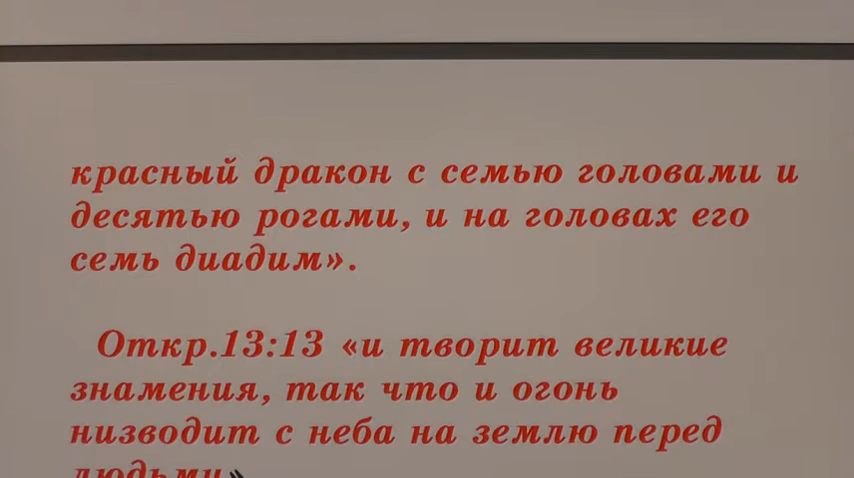 красный дракон с семью головами и
десятью рогами, и на головах его
семь диадим».
Откр.13:13 «и творит великие
знамения, так что и огонь
низводит с неба на землю перед
людьми»